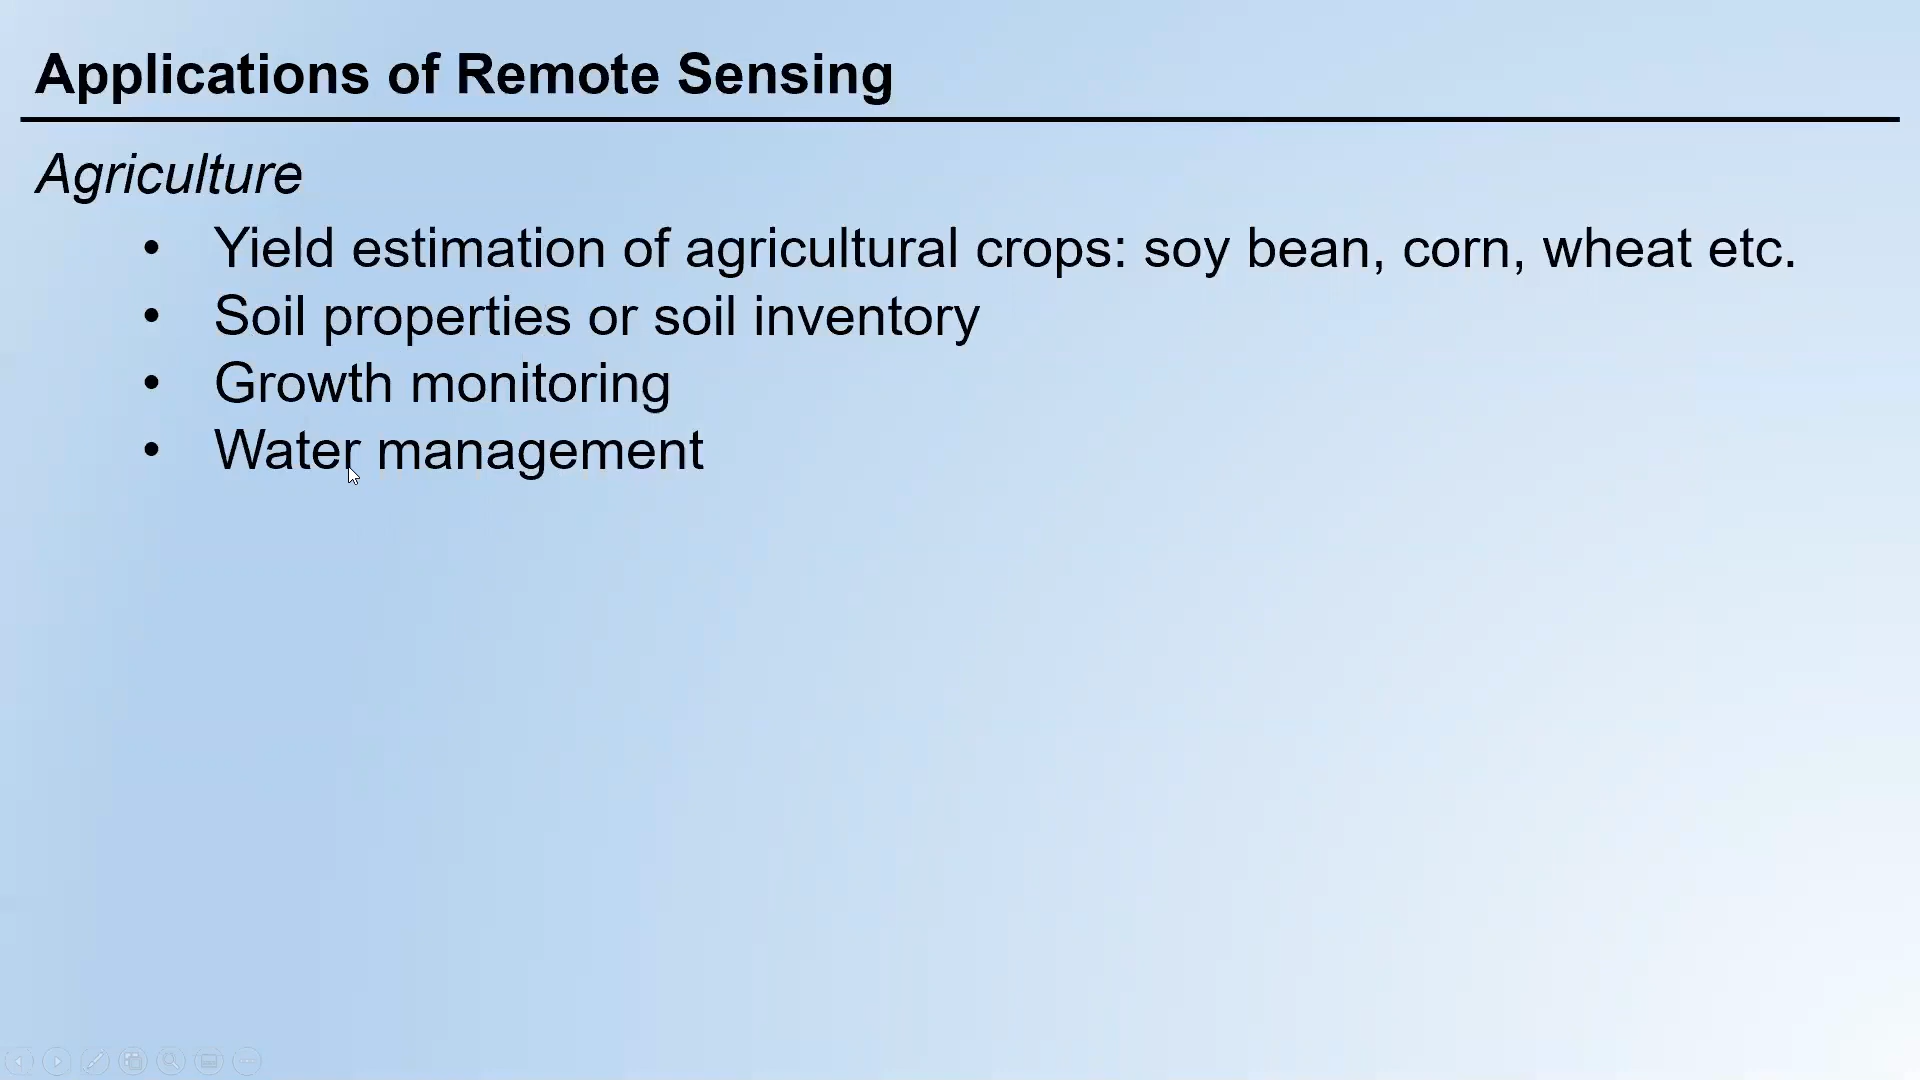 Applications of Remote Sensing
Agriculture
• Yield estimation of agricultural crops: soy bean, corn, wheat etc.
• Soil properties or soil inventory
• Growth monitoring
• Water management